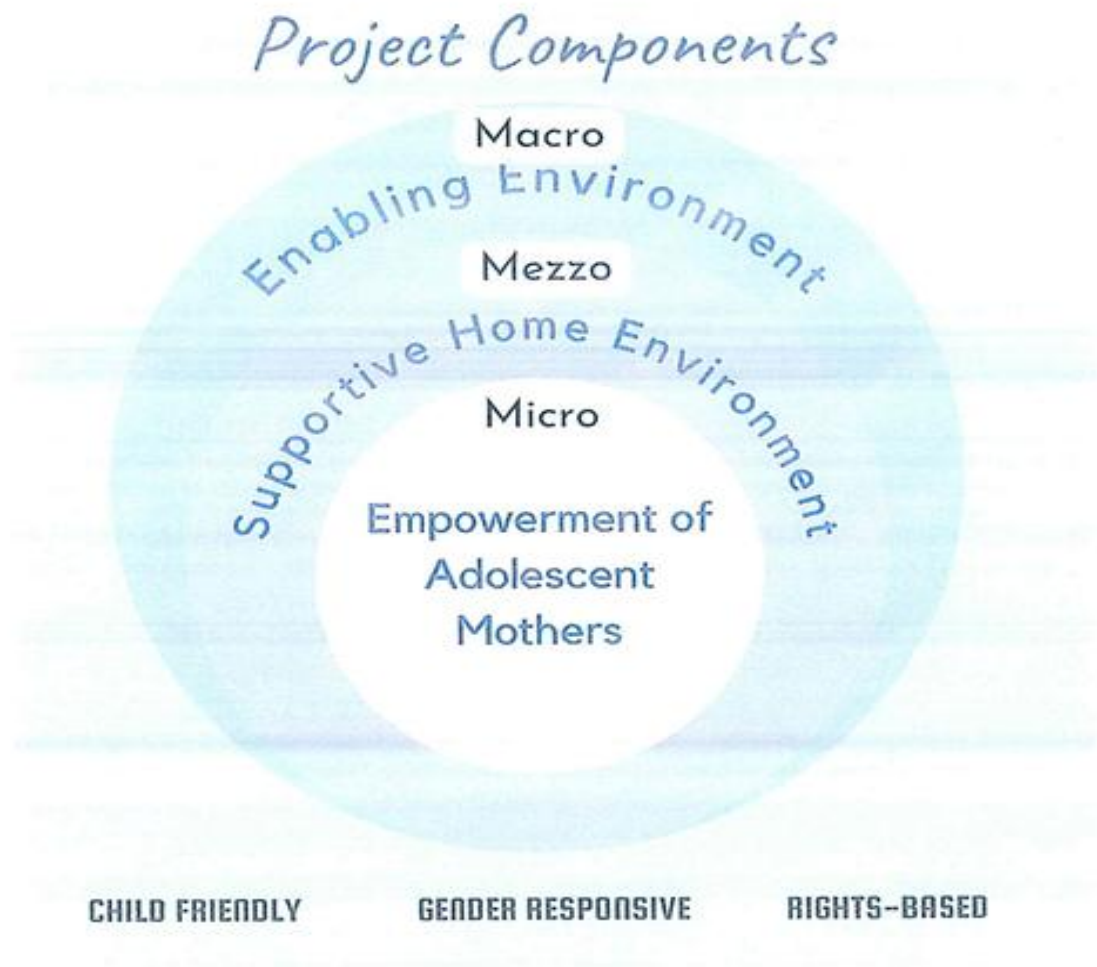 Project Components
Macro
Enabling Environment
Mezzo
Supportive Home Environment
Micro
Empowerment of
Adolescent
Mothers
CHILD FRIENDLY GENDER RESPONSIVE RIGHTS-BASED